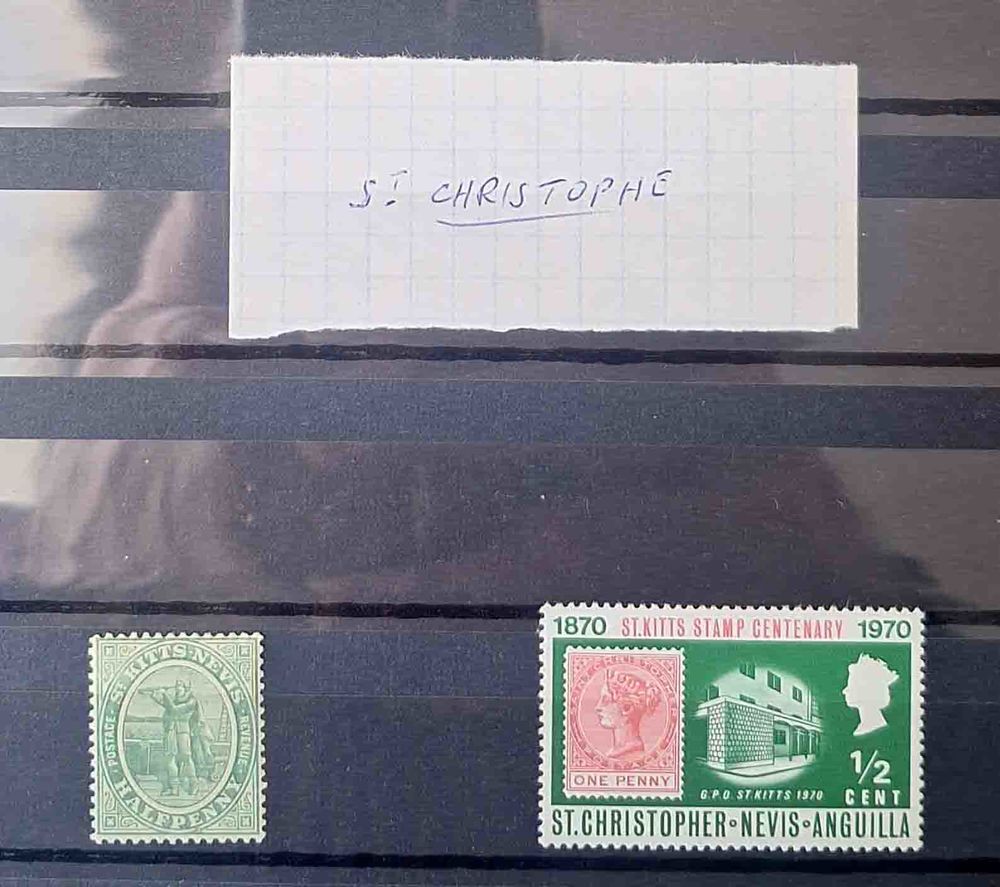 ST CHRISTOPHE
ST KITTS-NEVIS
POSTAGE
REVENUE
HALFPENNY
1870 ST.KITTS STAMP CENTENARY 1970
ONE PENNY
G.P.O ST.KITTS 1970
1/2
CENT
ST.CHRISTOPHER•NEVIS•ANGUILLA